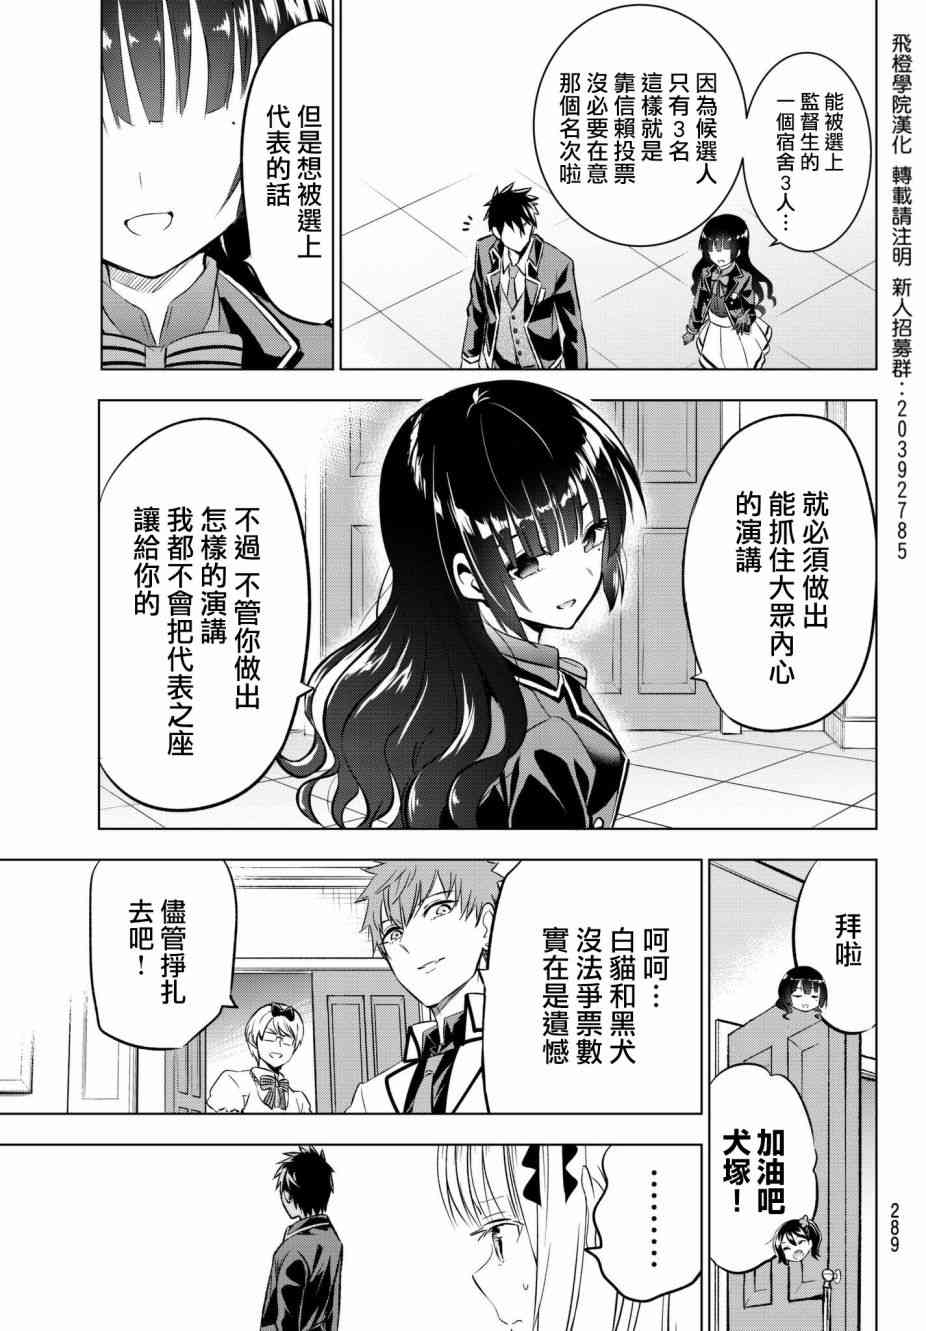 能被選上
監督生的
一個宿舍3人…
因為候選人
只有3名
這樣就是
靠信賴投票
沒必要在意
那個名次啦
但是想被選上
代表的話
就必須做出
能抓住大眾內心
的演講
不過 不管你做出
怎樣的演講
我都不會把代表之座
讓給你的
拜啦
加油吧
犬塚！
呵呵…
白貓和黑犬
沒法爭票數
實在是遺憾
儘管掙扎
去吧！
………
飛橙學院漢化 轉載請注明 新人招募群：20392785
289